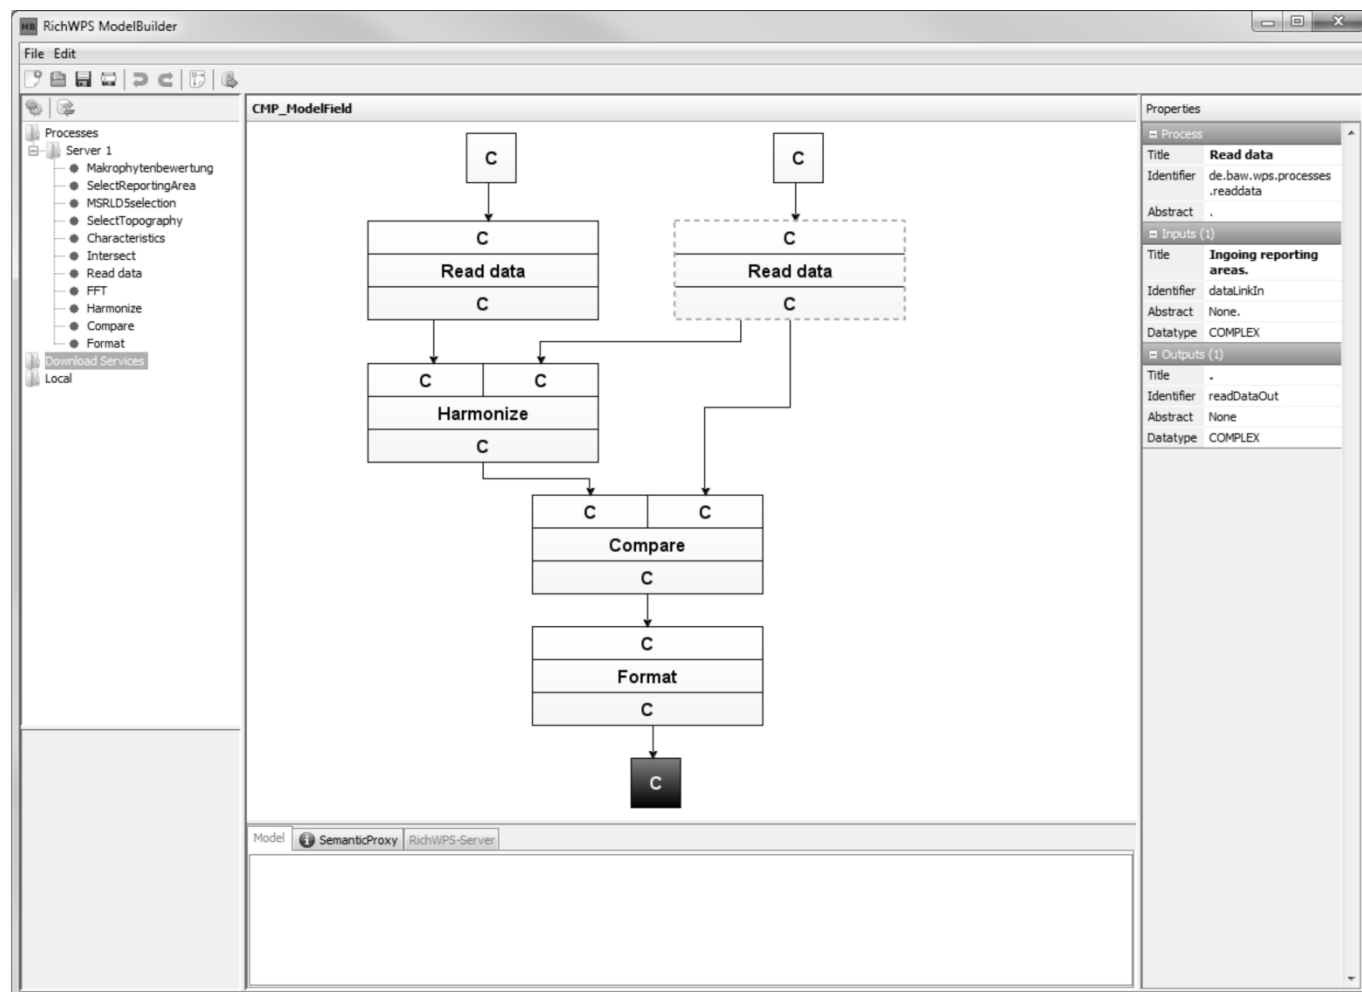 MB RichWPS ModelBuilder
File Edit
Processes
Server 1
Makrophytenbewertung
SelectReportingArea
MSRLD5selection
SelectTopography
Characteristics
Intersect
Read data
FFT
Harmonize
Compare
Format
Download Services
Local
CMP_ModelField
C
C
C
Read data
C
C
Read data
C
C C
Harmonize
C
C C
Compare
C
C
Format
C
C
Model SemanticProxy RichWPS-Server
Properties
Process
Title Read data
Identifier de.baw.wps.processes
.readdata
Abstract .
Inputs (1)
Title Ingoing reporting
areas.
Identifier dataLinkIn
Abstract None.
Datatype COMPLEX
Outputs (1)
Title .
Identifier readDataOut
Abstract None
Datatype COMPLEX